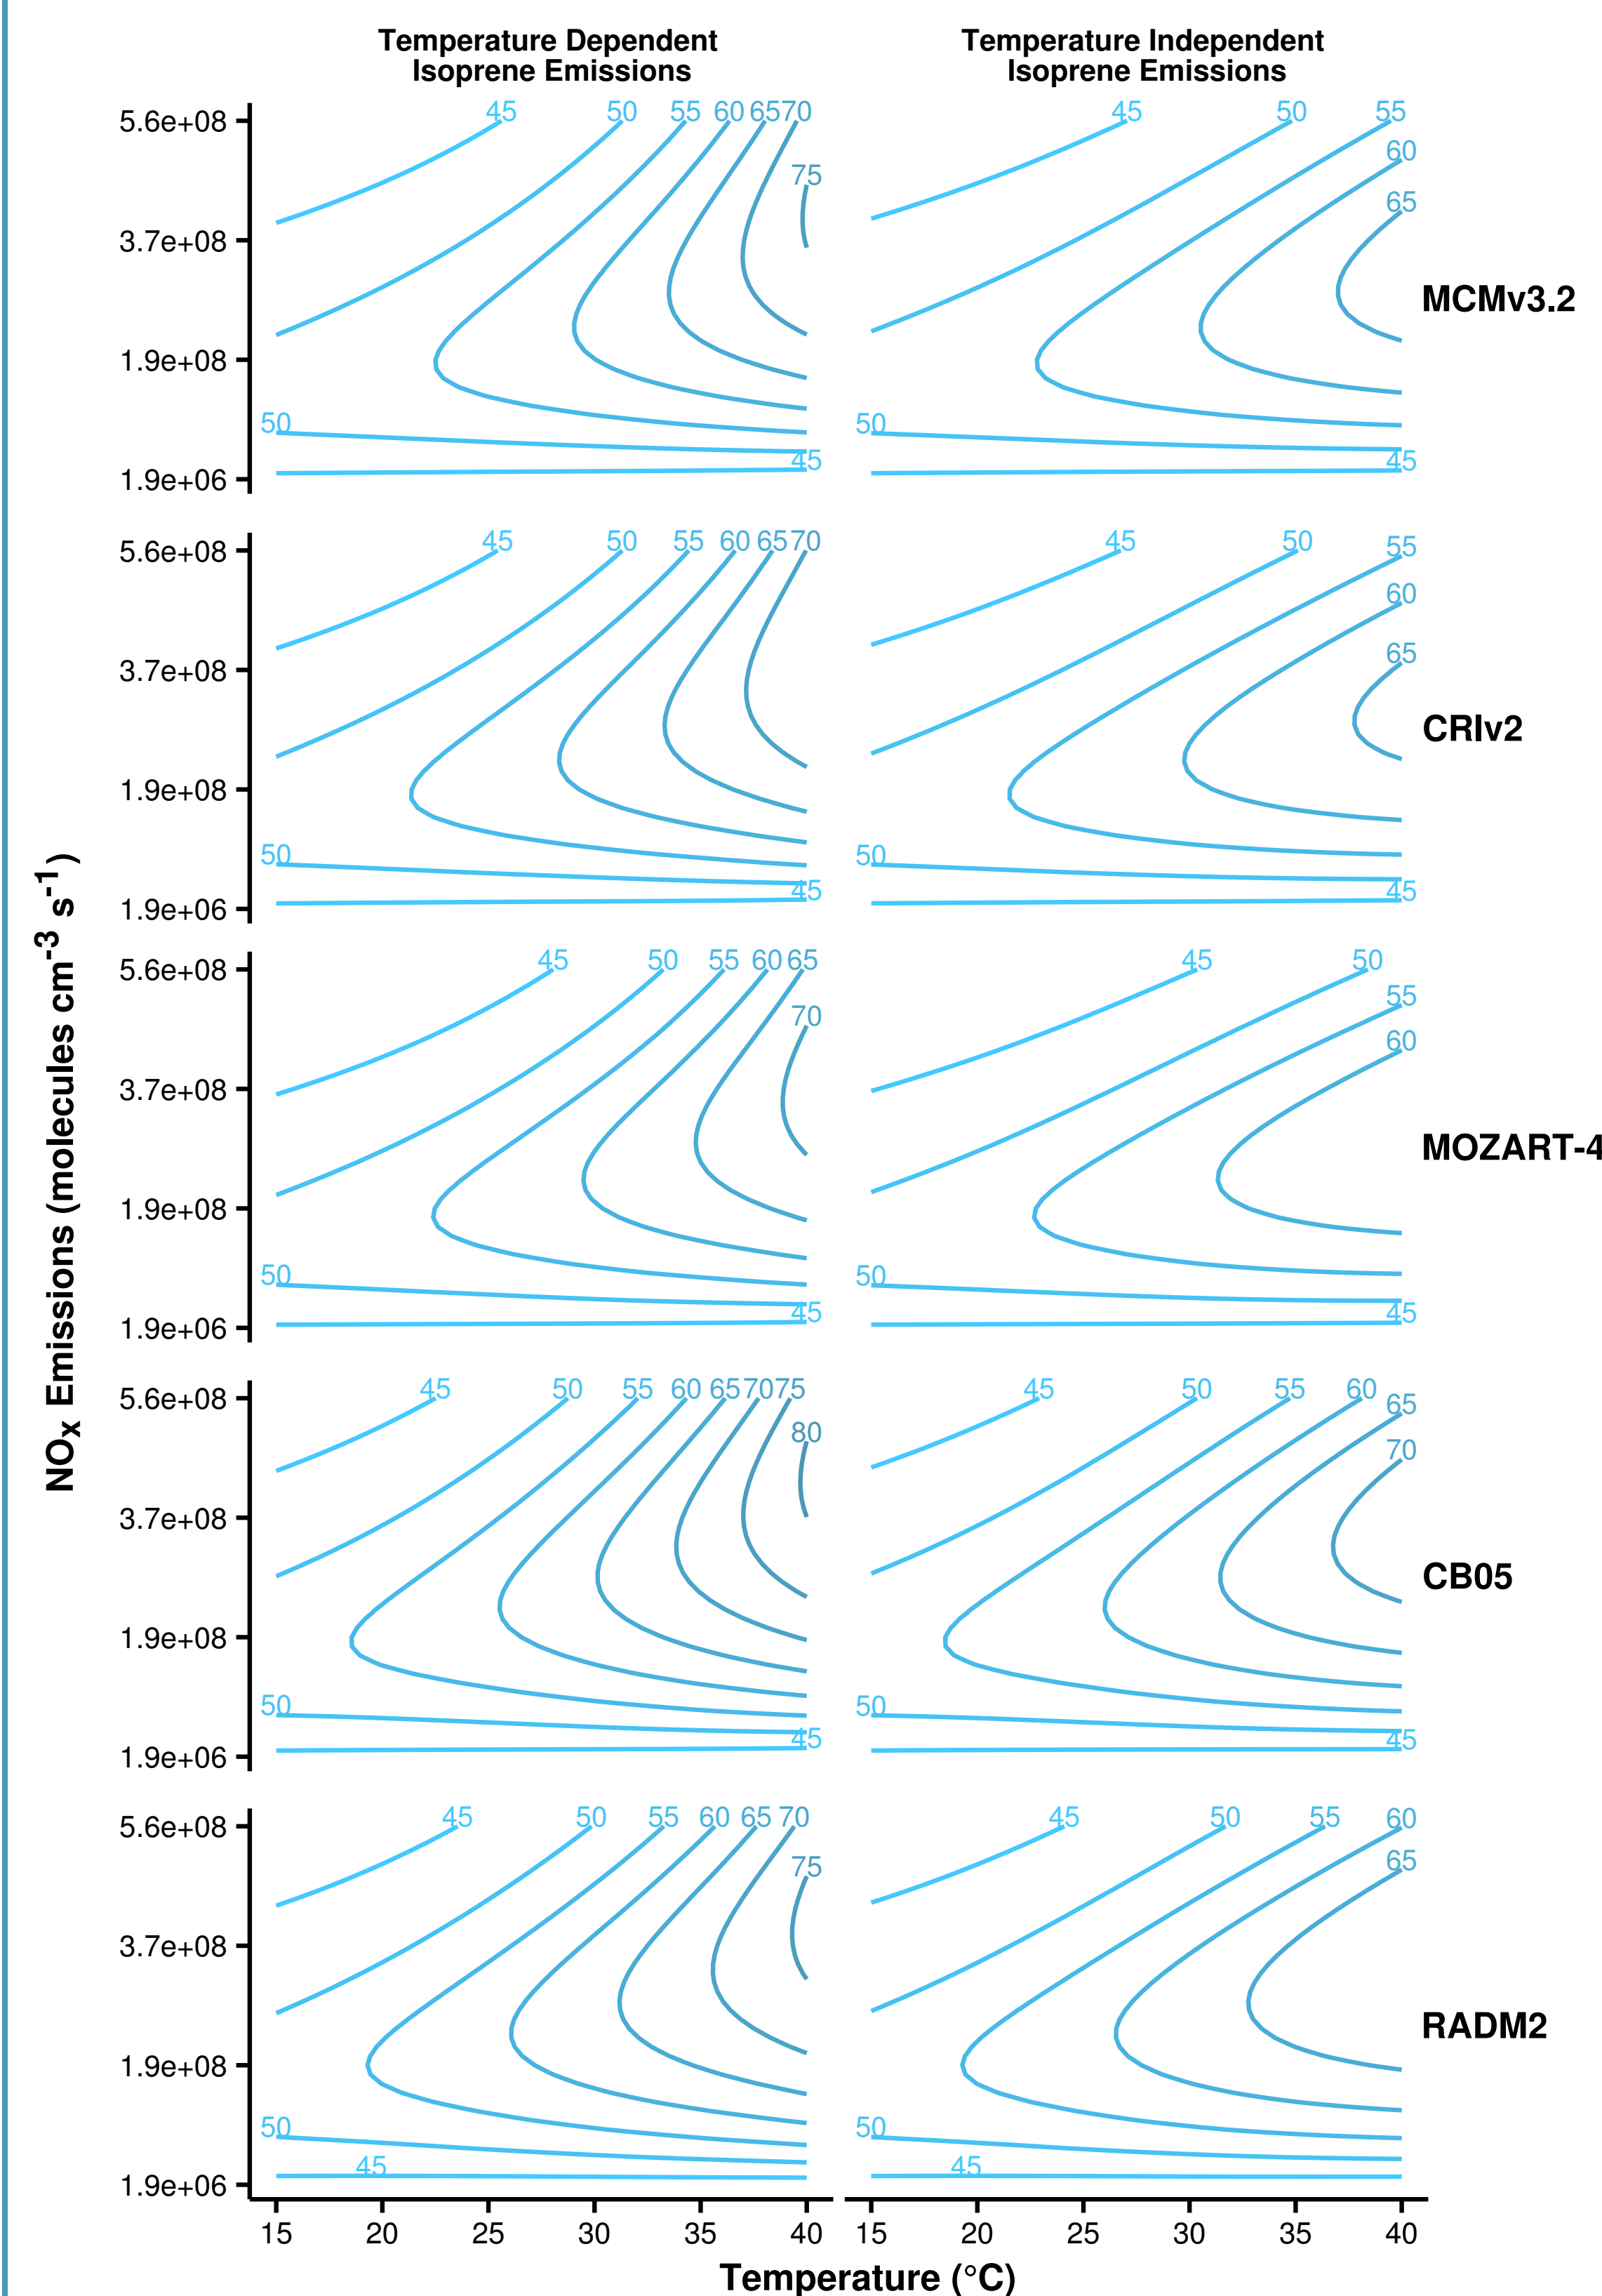 Temperature Dependent
Isoprene Emissions
Temperature Independent
Isoprene Emissions
NOx Emissions (molecules cm-3 s-1)
5.6e+08
3.7e+08
1.9e+08
1.9e+06
45 50 55 60 65 70
75
50
45
45 50 55
60
65
50
45
MCMv3.2
5.6e+08
3.7e+08
1.9e+08
1.9e+06
45 50 55 60 65 70
50
45
45 50 55
60
65
50
45
CRIv2
5.6e+08
3.7e+08
1.9e+08
1.9e+06
45 50 55 60 65
70
50
45
45 50
55
60
50
45
MOZART-4
5.6e+08
3.7e+08
1.9e+08
1.9e+06
45 50 55 60 65 70 75
80
50
45
45 50 55 60
65
70
50
45
CB05
5.6e+08
3.7e+08
1.9e+08
1.9e+06
45 50 55 60 65 70
75
50
45
45 50 55 60
65
50
45
RADM2
15 20 25 30 35 40
15 20 25 30 35 40
Temperature (°C)